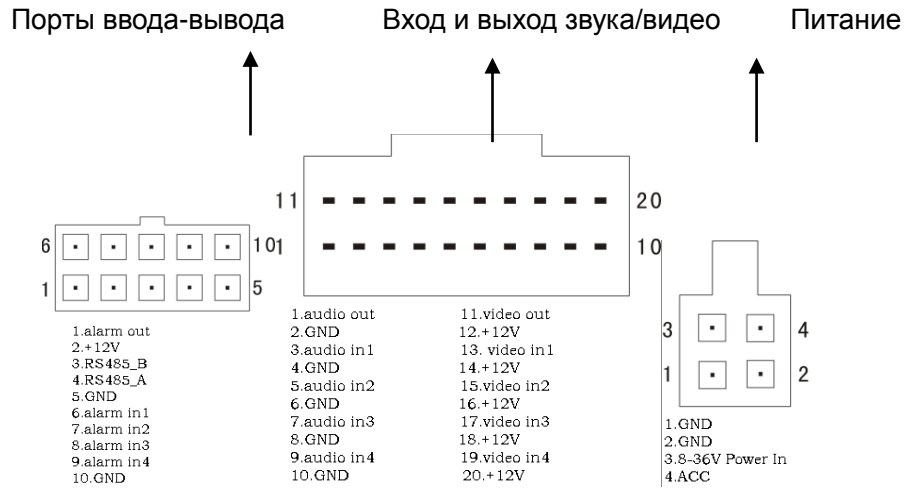 Порты ввода-вывода
Вход и выход звука/видео
Питание
11
20
1
10
6
10
1
5
3
4
1
2
1.alarm out
2.+12V
3.RS485_B
4.RS485_A
5.GND
6.alarm in1
7.alarm in2
8.alarm in3
9.alarm in4
10.GND
1.audio out
2.GND
3.audio in1
4.GND
5.audio in2
6.GND
7.audio in3
8.GND
9.audio in4
10.GND
11.video out
12.+12V
13. video in1
14.+12V
15.video in2
16.+12V
17.video in3
18.+12V
19.video in4
20.+12V
1.GND
2.GND
3.8-36V Power In
4.ACC